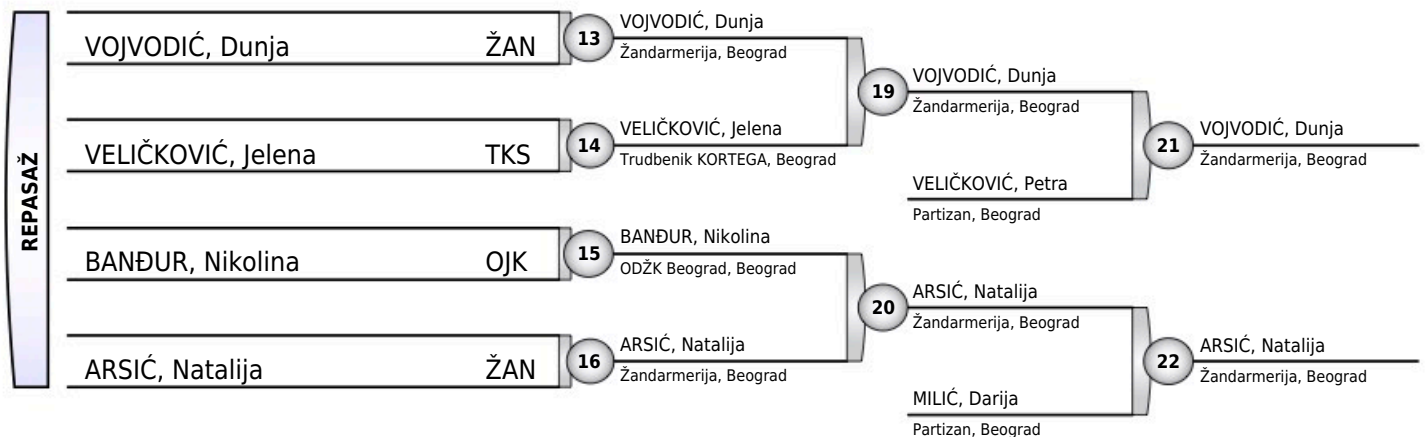 REPASAŽ
VOJVODIĆ, Dunja ŽAN
VELIČKOVIĆ, Jelena TKS
BANĐUR, Nikolina OJK
ARSIĆ, Natalija ŽAN
13
VOJVODIĆ, Dunja
Žandarmerija, Beograd
14
VELIČKOVIĆ, Jelena
Trudbenik KORTEGA, Beograd
15
BANĐUR, Nikolina
ODŽK Beograd, Beograd
16
ARSIĆ, Natalija
Žandarmerija, Beograd
19
VOJVODIĆ, Dunja
Žandarmerija, Beograd
VELIČKOVIĆ, Petra
Partizan, Beograd
20
ARSIĆ, Natalija
Žandarmerija, Beograd
MILIĆ, Darija
Partizan, Beograd
21
VOJVODIĆ, Dunja
Žandarmerija, Beograd
22
ARSIĆ, Natalija
Žandarmerija, Beograd